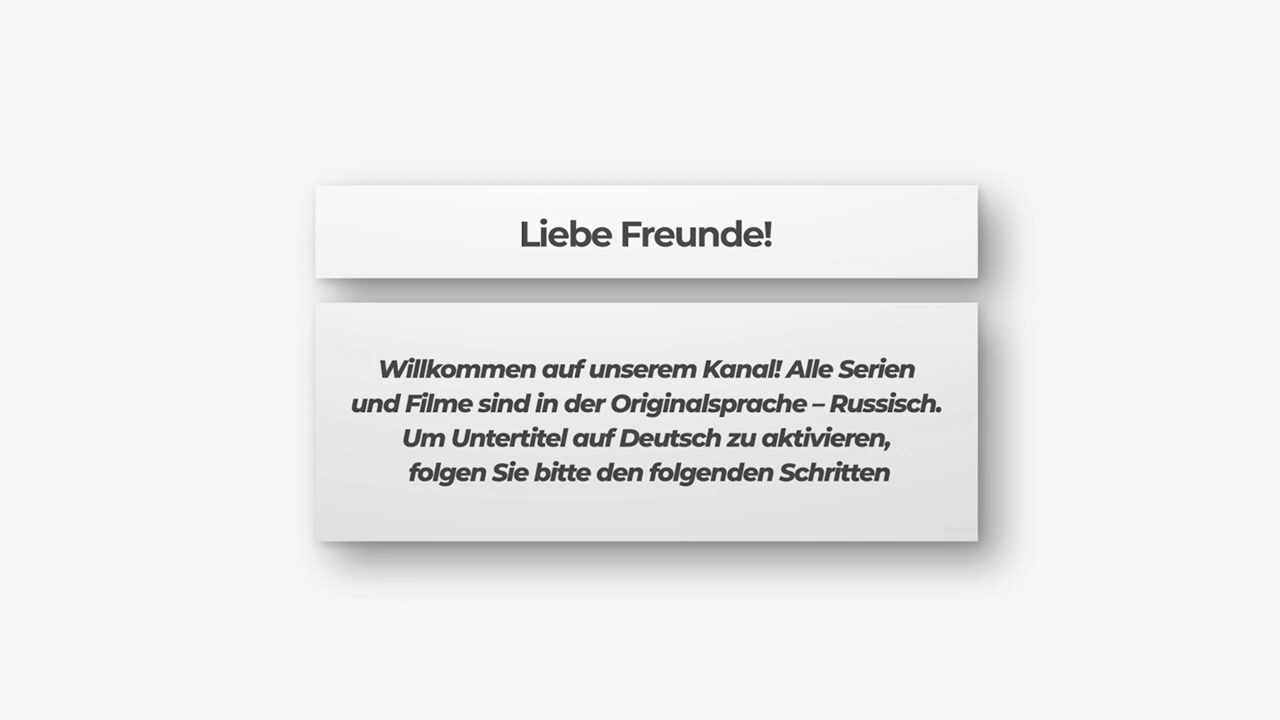 Liebe Freunde!
Willkommen auf unserem Kanal! Alle Serien
und Filme sind in der Originalsprache – Russisch.
Um Untertitel auf Deutsch zu aktivieren,
folgen Sie bitte den folgenden Schritten